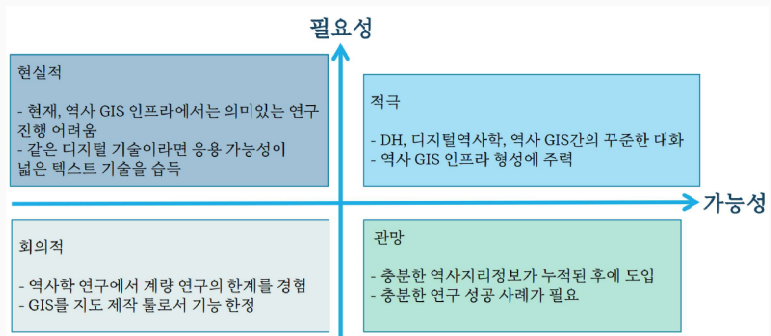 필요성
현실적
- 현재, 역사 GIS 인프라에서는 의미있는 연구
진행 어려움
- 같은 디지털 기술이라면 응용 가능성이
넓은 텍스트 기술을 습득
적극
- DH, 디지털역사학, 역사 GIS간의 꾸준한 대화
- 역사 GIS 인프라 형성에 주력
가능성
회의적
- 역사학 연구에서 계량 연구의 한계를 경험
- GIS를 지도 제작 툴로서 기능 한정
관망
- 충분한 역사지리정보가 누적된 후에 도입
- 충분한 연구 성공 사례가 필요